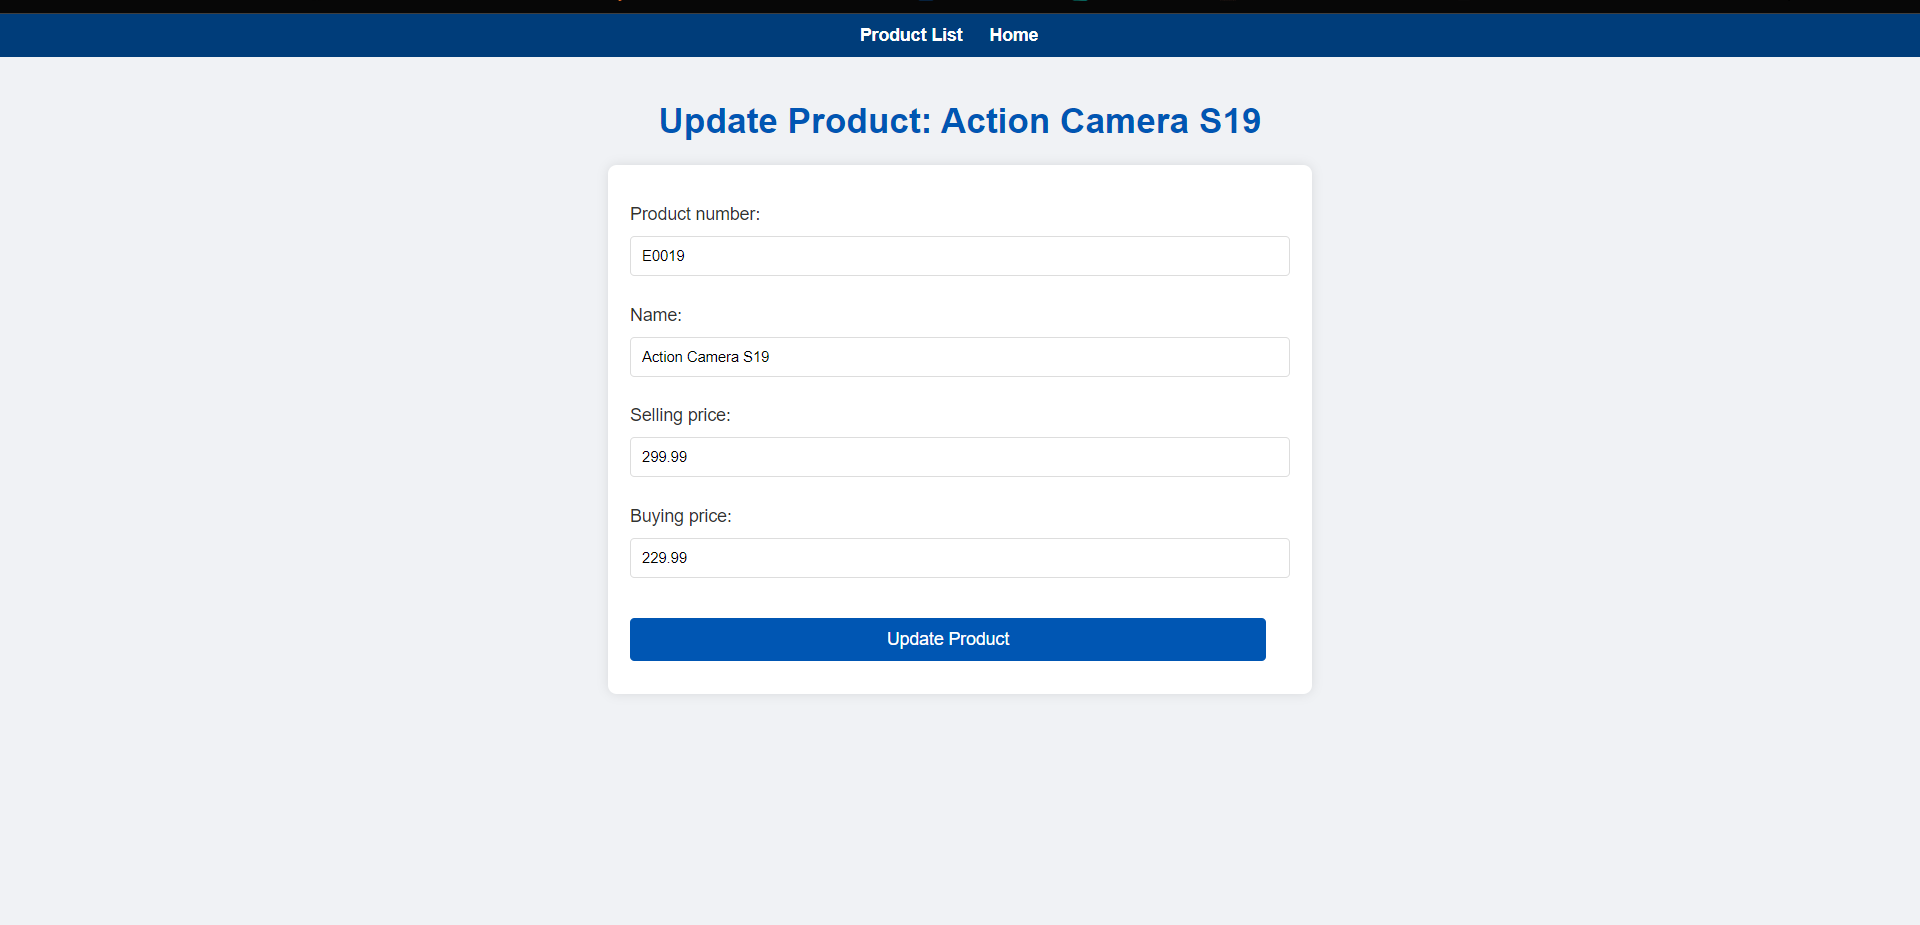 Product List Home
Update Product: Action Camera S19
Product number:
E0019
Name:
Action Camera S19
Selling price:
299.99
Buying price:
229.99
Update Product